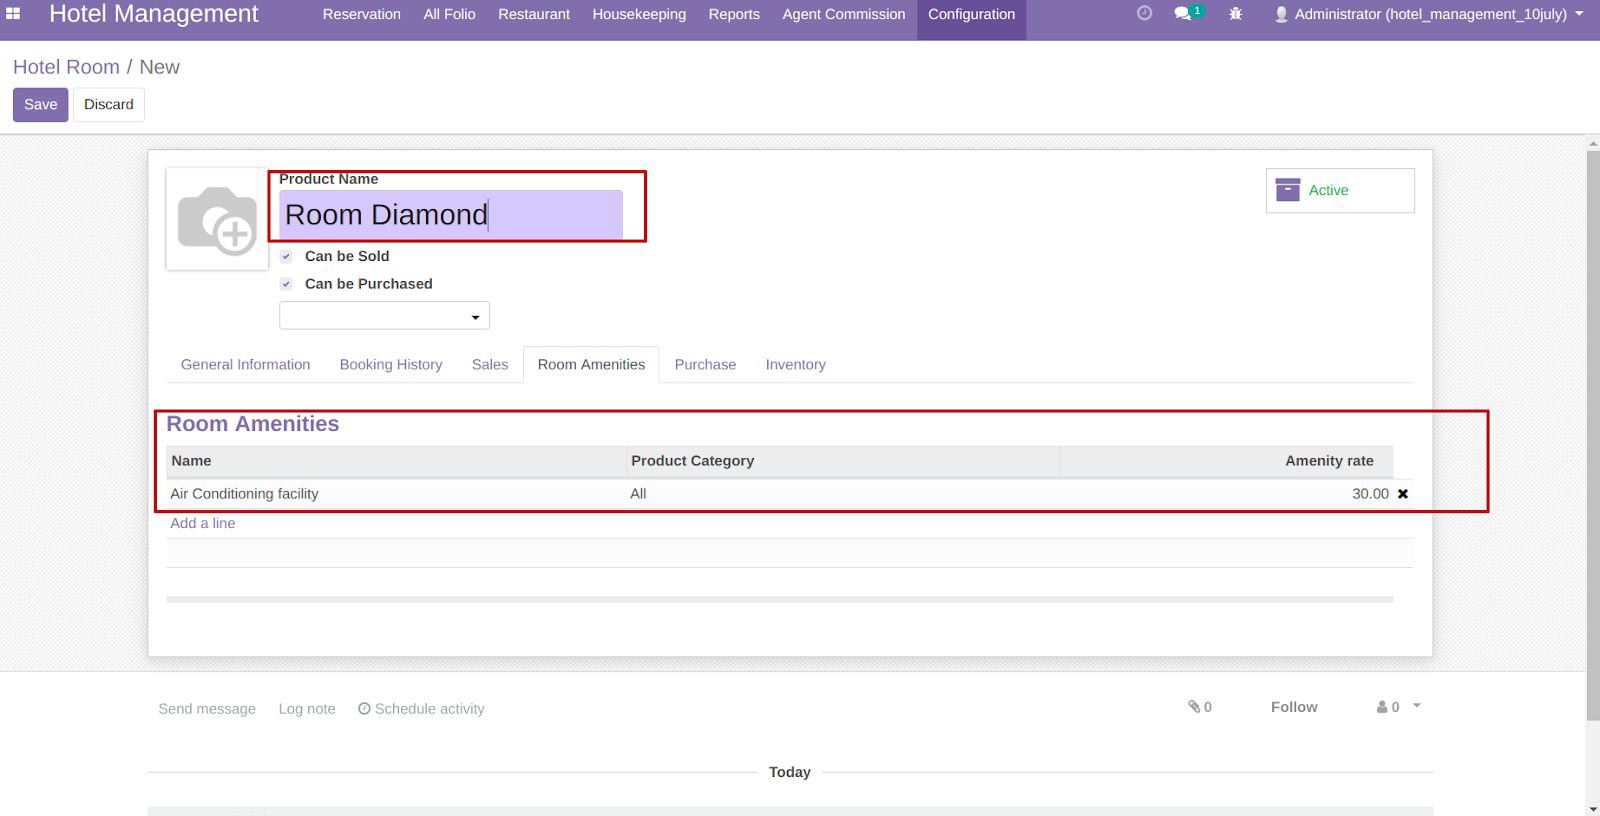 Hotel Management Reservation All Folio Restaurant Housekeeping Reports Agent Commission Configuration 1 Administrator (hotel_management_10july)
Hotel Room / New
Save Discard
Product Name
Active
Room Diamond
Can be Sold
Can be Purchased
General Information Booking History Sales Room Amenities Purchase Inventory
Room Amenities
Name Product Category Amenity rate
Air Conditioning facility All 30.00
Add a line
Send message Log note Schedule activity 0 Follow 0
Today